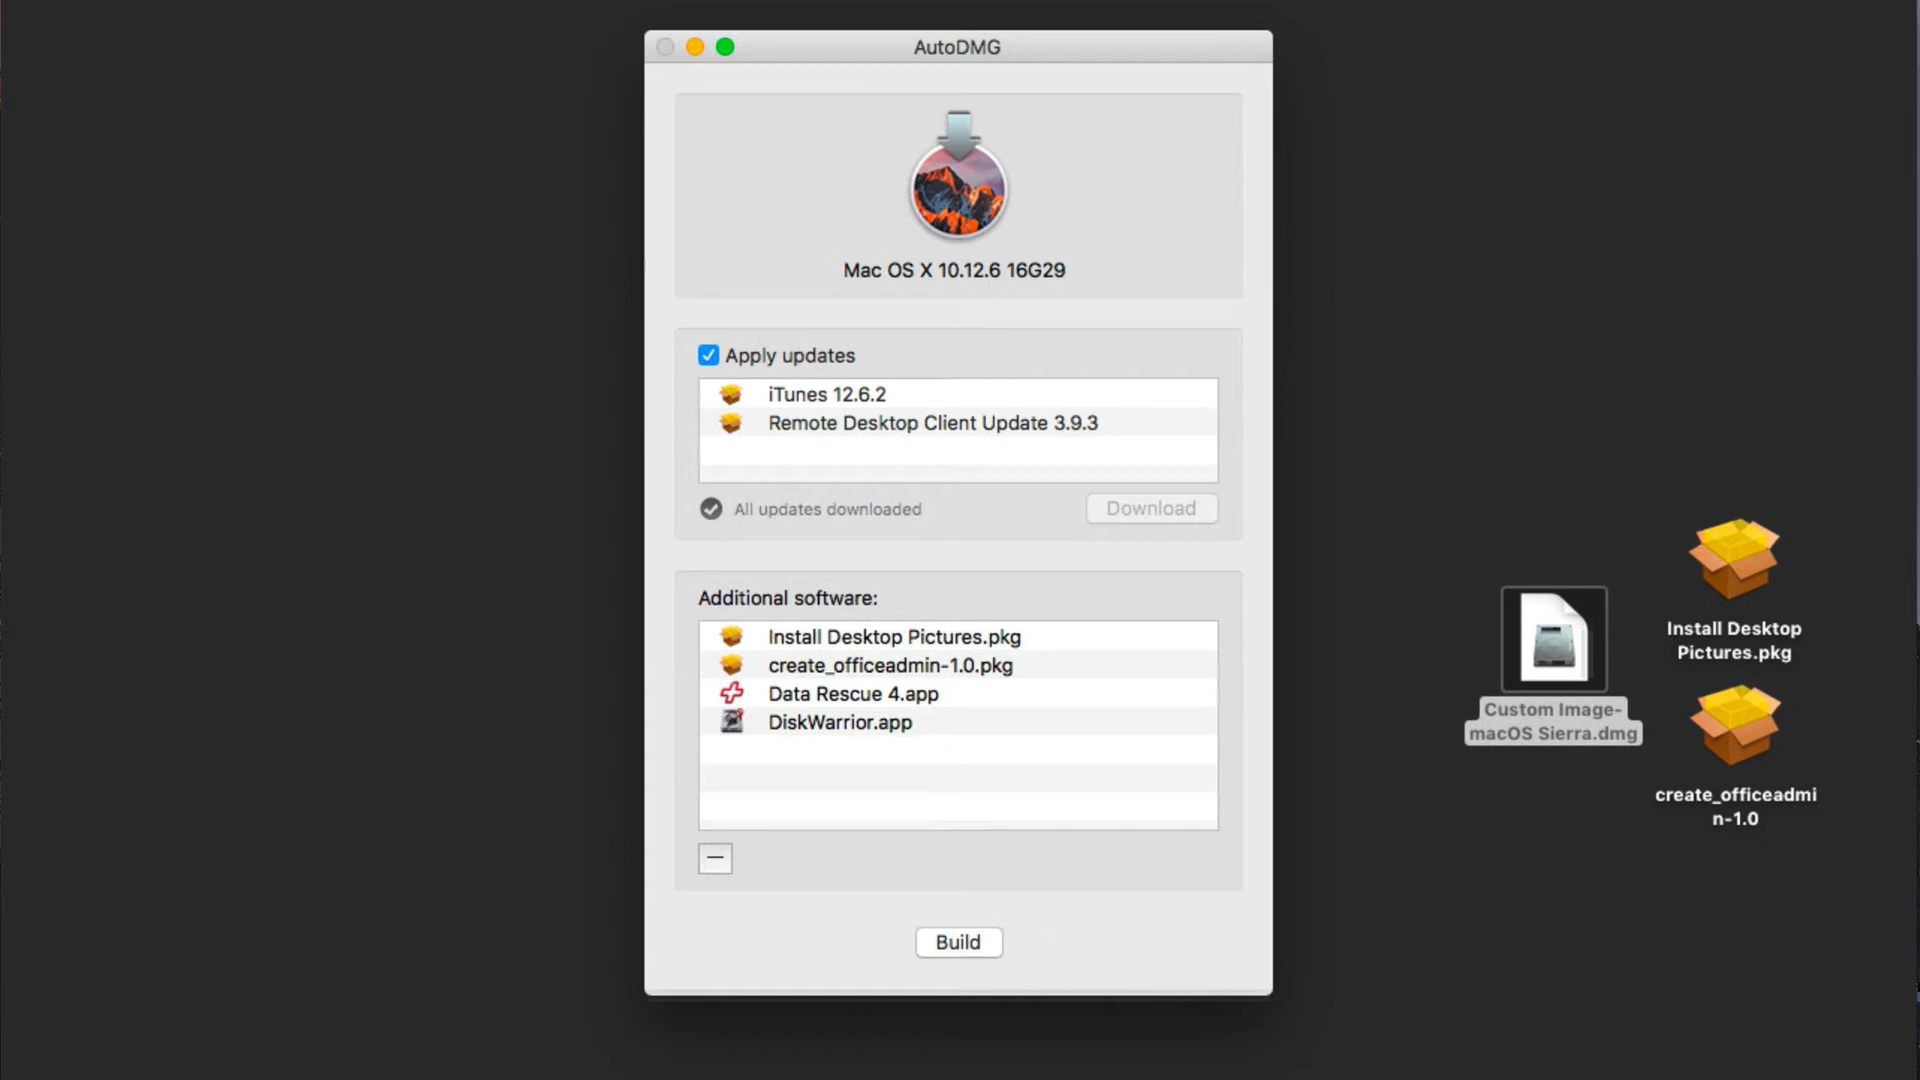 AutoDMG
Mac OS X 10.12.6 16G29
Apply updates
iTunes 12.6.2
Remote Desktop Client Update 3.9.3
All updates downloaded
Download
Additional software:
Install Desktop Pictures.pkg
create_officeadmin-1.0.pkg
Data Rescue 4.app
DiskWarrior.app
Build
Install Desktop
Pictures.pkg
Custom Image-
macOS Sierra.dmg
create_officeadmi
n-1.0